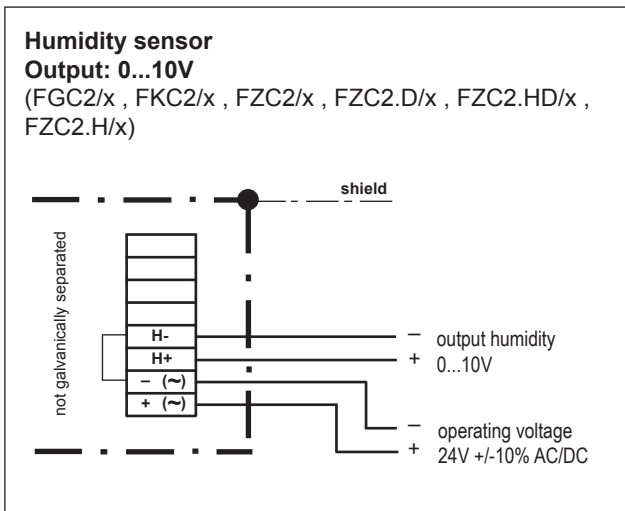 Humidity sensor
Output: 0...10V
(FGC2/x , FKC2/x , FZC2/x , FZC2.D/x , FZC2.HD/x ,
FZC2.H/x)
shield
not galvanically separated
H-
H+
– (~)
+ (~)
– output humidity
+ 0...10V
– operating voltage
+ 24V +/-10% AC/DC